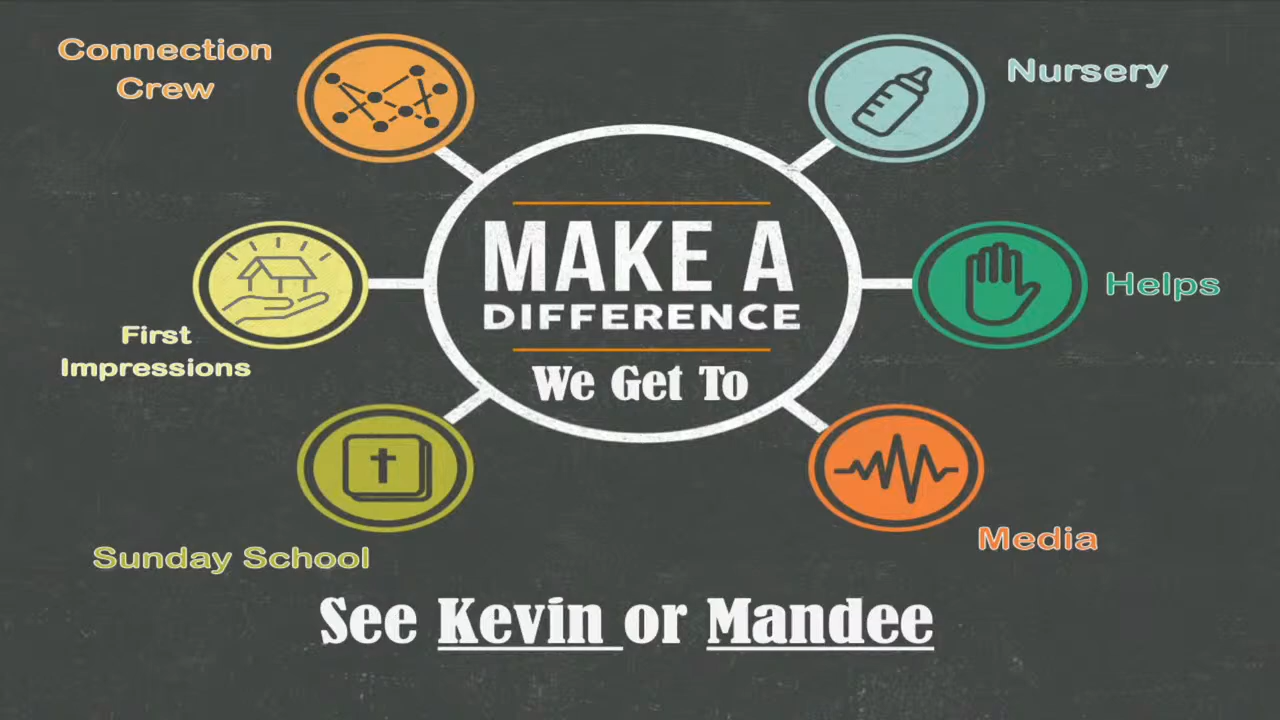 Connection
Crew
Nursery
MAKE A
DIFFERENCE
We Get To
First
Impressions
Helps
Sunday School
Media
See Kevin or Mandee